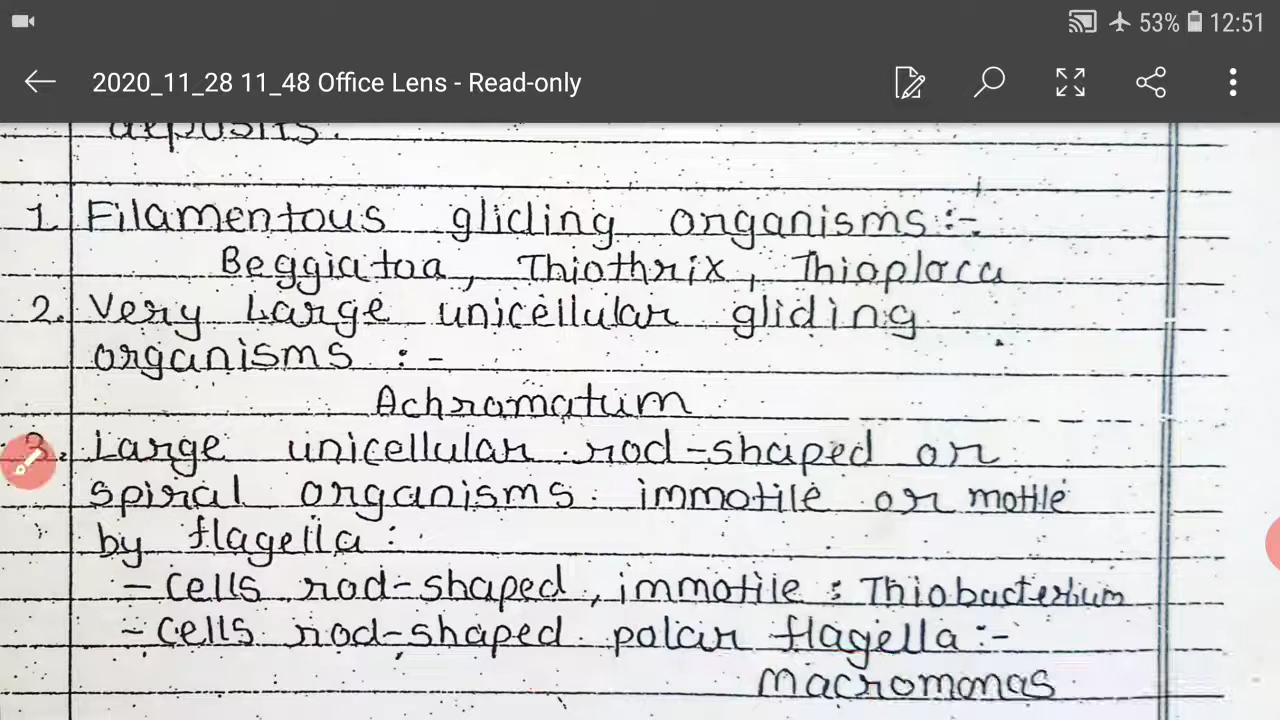 53% 12:51
2020_11_28 11_48 Office Lens - Read-only
deposits.
1. Filamentous gliding organisms :-
Beggiatoa, Thiothrix, Thioploca
2. Very Large unicellular gliding
organisms :-
Achromatum
3. Large unicellular rod-shaped or
spiral organisms. immotile or motile
by flagella :
- cells rod-shaped, immotile : Thiobacterium
- cells rod-shaped polar flagella :-
Macromonas